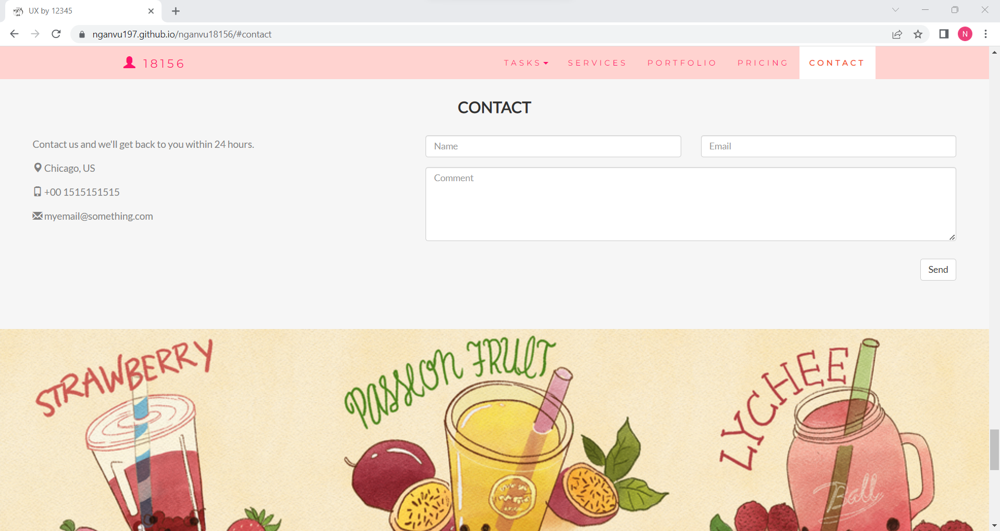 UX by 12345
nganvu197.github.io/nganvu18156/#contact
N
18156
TASKS
SERVICES
PORTFOLIO
PRICING
CONTACT
CONTACT
Contact us and we'll get back to you within 24 hours.
Chicago, US
+00 1515151515
myemail@something.com
Name
Email
Comment
Send
STRAWBERRY
PASSION FRUIT
LYCHEE
Ball